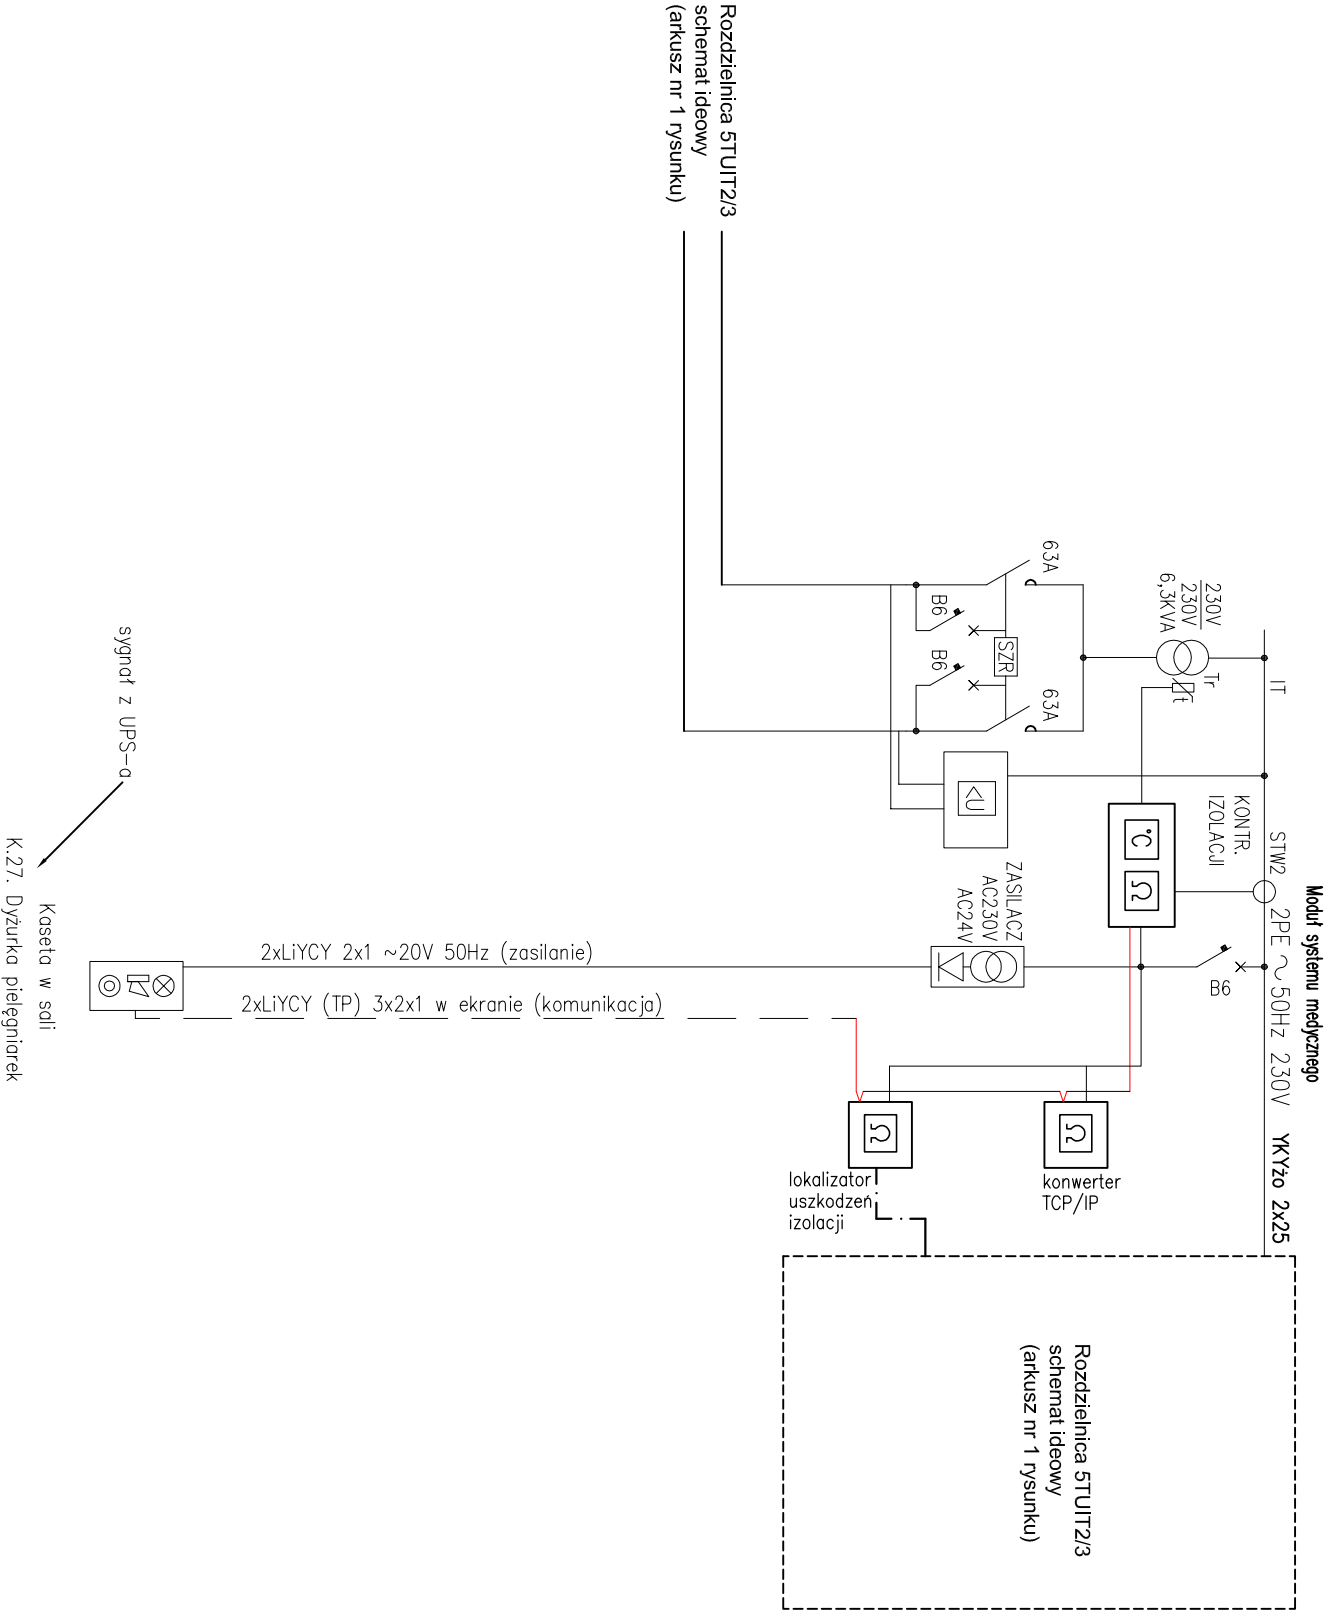 Moduł systemu medycznego
IT
STW2
2PE ~ 50Hz 230V
YKYżo 2x25
230V
230V
6,3KVA
Tr
t
KONTR.
IZOLACJI
°C
Ω
B6
63A
63A
SZR
B6
B6
<U
ZASILACZ
AC230V
AC24V
konwerter
TCP/IP
Ω
lokalizator
uszkodzeń
izolacji
Ω
Rozdzielnica 5TUIT2/3
schemat ideowy
(arkusz nr 1 rysunku)
Rozdzielnica 5TUIT2/3
schemat ideowy
(arkusz nr 1 rysunku)
2xLiYCY 2x1 ~20V 50Hz (zasilanie)
2xLiYCY (TP) 3x2x1 w ekranie (komunikacja)
sygnał z UPS-a
Kaseta w sali
K.27. Dyżurka pielęgniarek